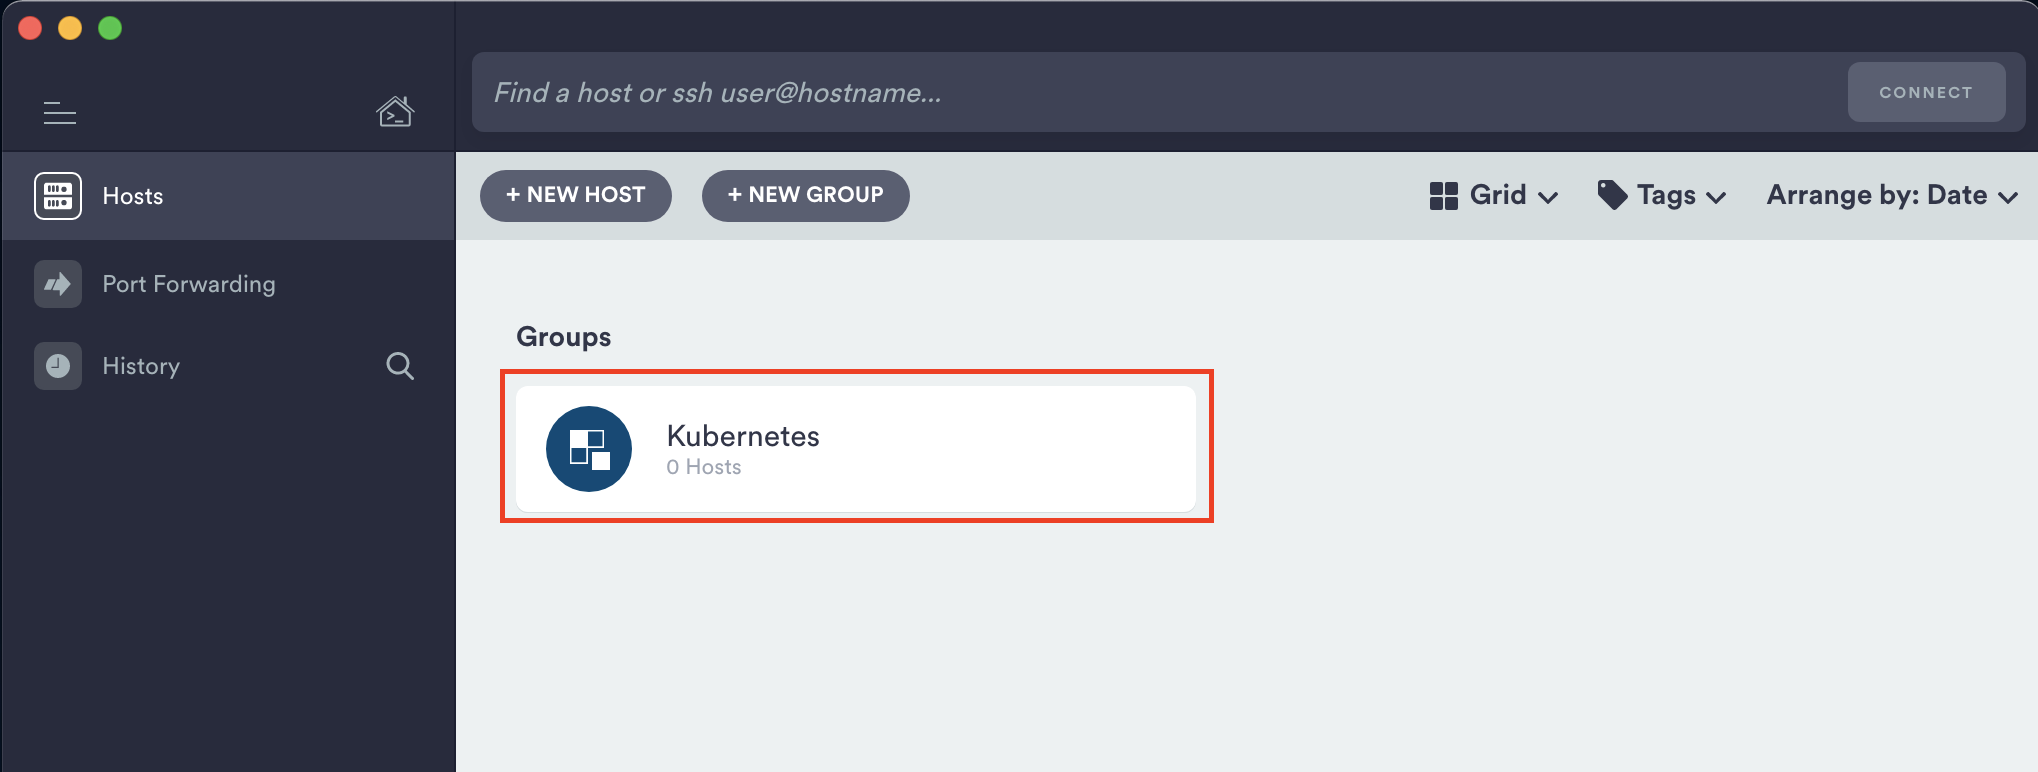 Find a host or ssh user@hostname...
CONNECT
Hosts
Port Forwarding
History
+ NEW HOST
+ NEW GROUP
Grid
Tags
Arrange by: Date
Groups
Kubernetes
0 Hosts